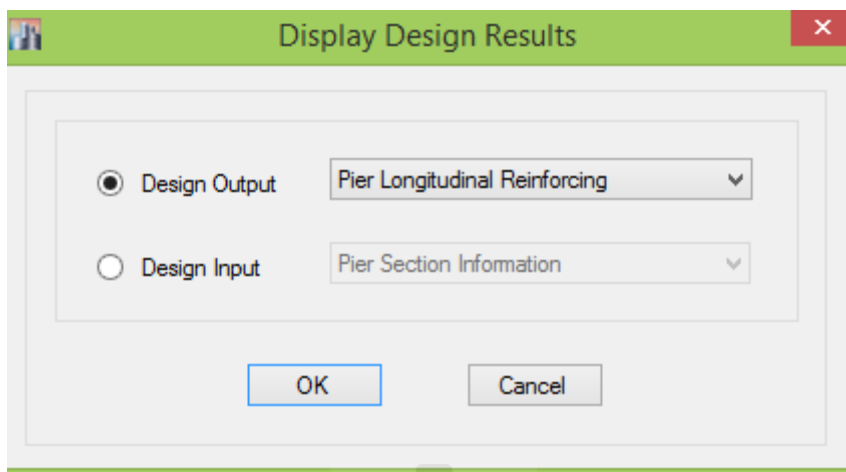 Display Design Results
Design Output Pier Longitudinal Reinforcing
Design Input Pier Section Information
OK Cancel